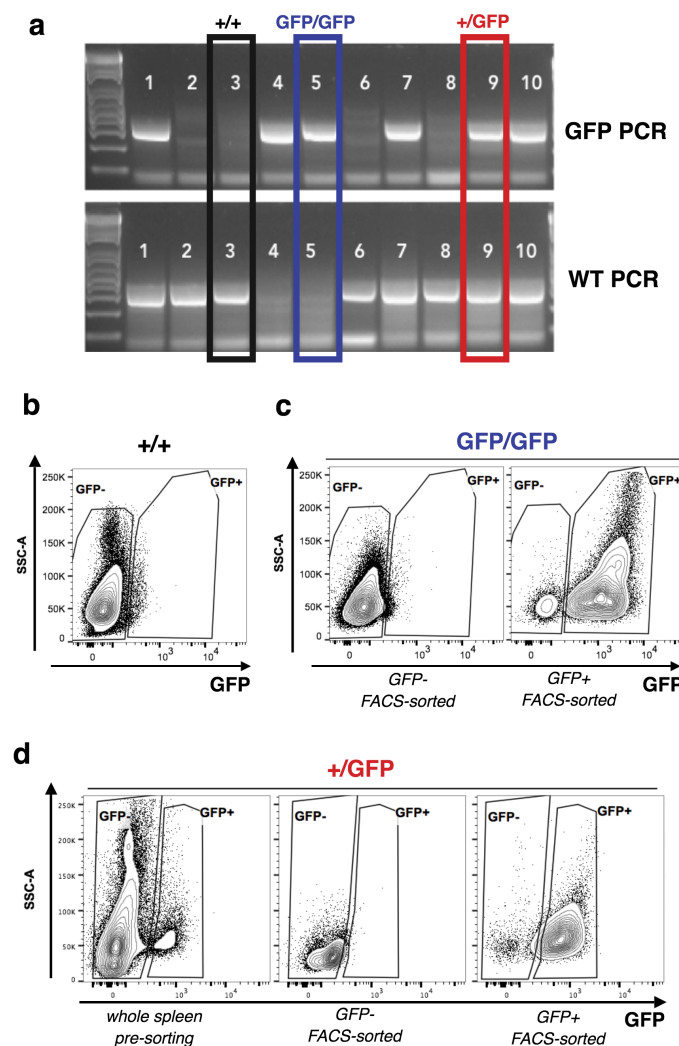 a
+/+ GFP/GFP +/GFP
1 2 3 4 5 6 7 8 9 10
GFP PCR
1 2 3 4 5 6 7 8 9 10
WT PCR
b
+/+
SSC-A
250K
200K
150K
100K
50K
0
GFP-
GFP+
0 10³ 10⁴
GFP
c
GFP/GFP
SSC-A
250K
200K
150K
100K
50K
0
GFP-
GFP+
0 10³ 10⁴
GFP-
FACS-sorted
GFP-
GFP+
0 10³ 10⁴
GFP+
FACS-sorted
GFP
d
+/GFP
SSC-A
250K
200K
150K
100K
50K
0
GFP-
GFP+
0 10³ 10⁴
whole spleen
pre-sorting
GFP-
GFP+
0 10³ 10⁴
GFP-
FACS-sorted
GFP-
GFP+
0 10³ 10⁴
GFP+
FACS-sorted
GFP